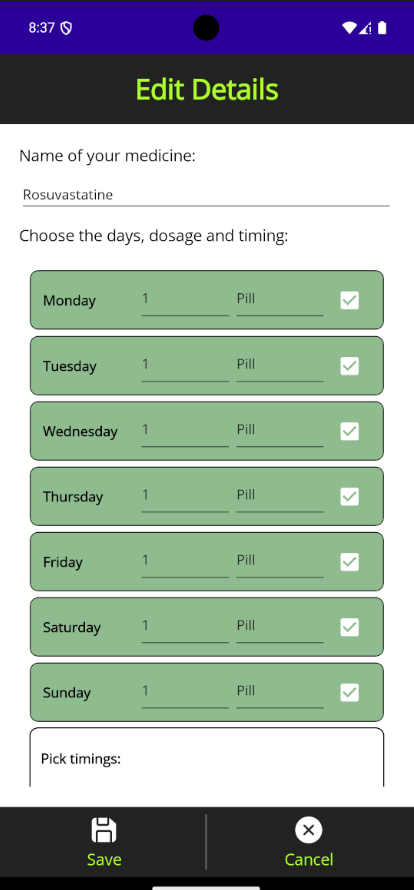 8:37
Edit Details
Name of your medicine:
Rosuvastatine
Choose the days, dosage and timing:
Monday 1 Pill
Tuesday 1 Pill
Wednesday 1 Pill
Thursday 1 Pill
Friday 1 Pill
Saturday 1 Pill
Sunday 1 Pill
Pick timings:
Save Cancel